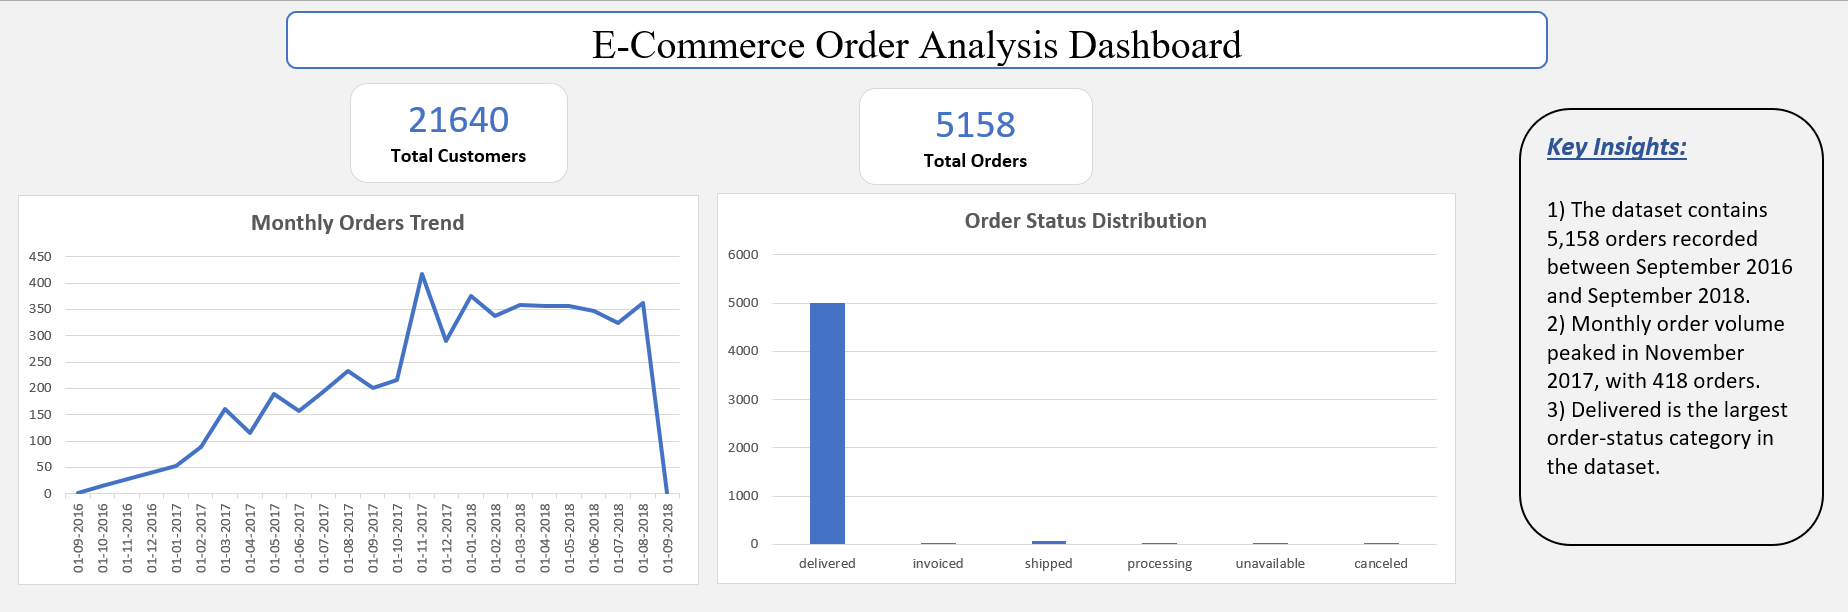 E-Commerce Order Analysis Dashboard
21640
Total Customers
5158
Total Orders
Monthly Orders Trend
450
400
350
300
250
200
150
100
50
0
01-09-2016
01-10-2016
01-11-2016
01-12-2016
01-01-2017
01-02-2017
01-03-2017
01-04-2017
01-05-2017
01-06-2017
01-07-2017
01-08-2017
01-09-2017
01-10-2017
01-11-2017
01-12-2017
01-01-2018
01-02-2018
01-03-2018
01-04-2018
01-05-2018
01-06-2018
01-07-2018
01-08-2018
01-09-2018
Order Status Distribution
6000
5000
4000
3000
2000
1000
0
delivered
invoiced
shipped
processing
unavailable
canceled
Key Insights:
1) The dataset contains
5,158 orders recorded
between September 2016
and September 2018.
2) Monthly order volume
peaked in November
2017, with 418 orders.
3) Delivered is the largest
order-status category in
the dataset.